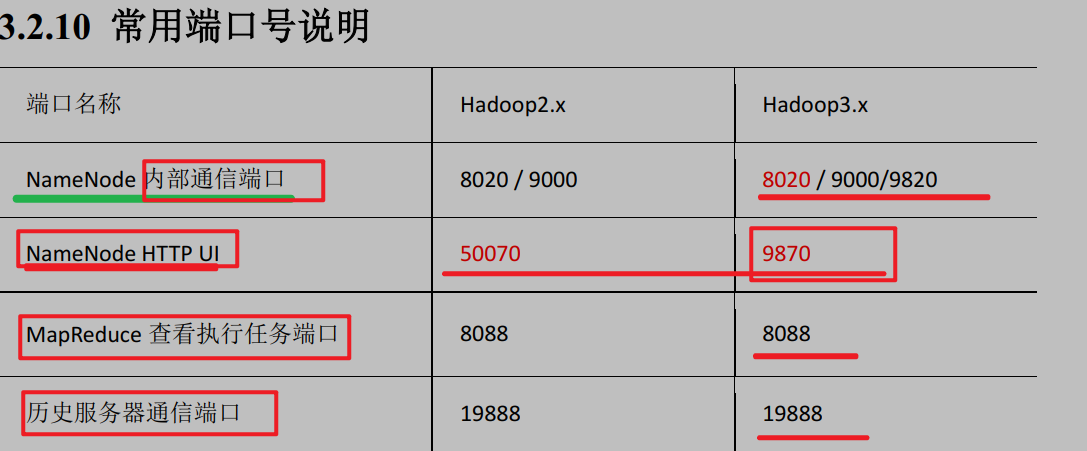 3.2.10 常用端口号说明
端口名称 Hadoop2.x Hadoop3.x
NameNode 内部通信端口 8020 / 9000 8020 / 9000/9820
NameNode HTTP UI 50070 9870
MapReduce 查看执行任务端口 8088 8088
历史服务器通信端口 19888 19888